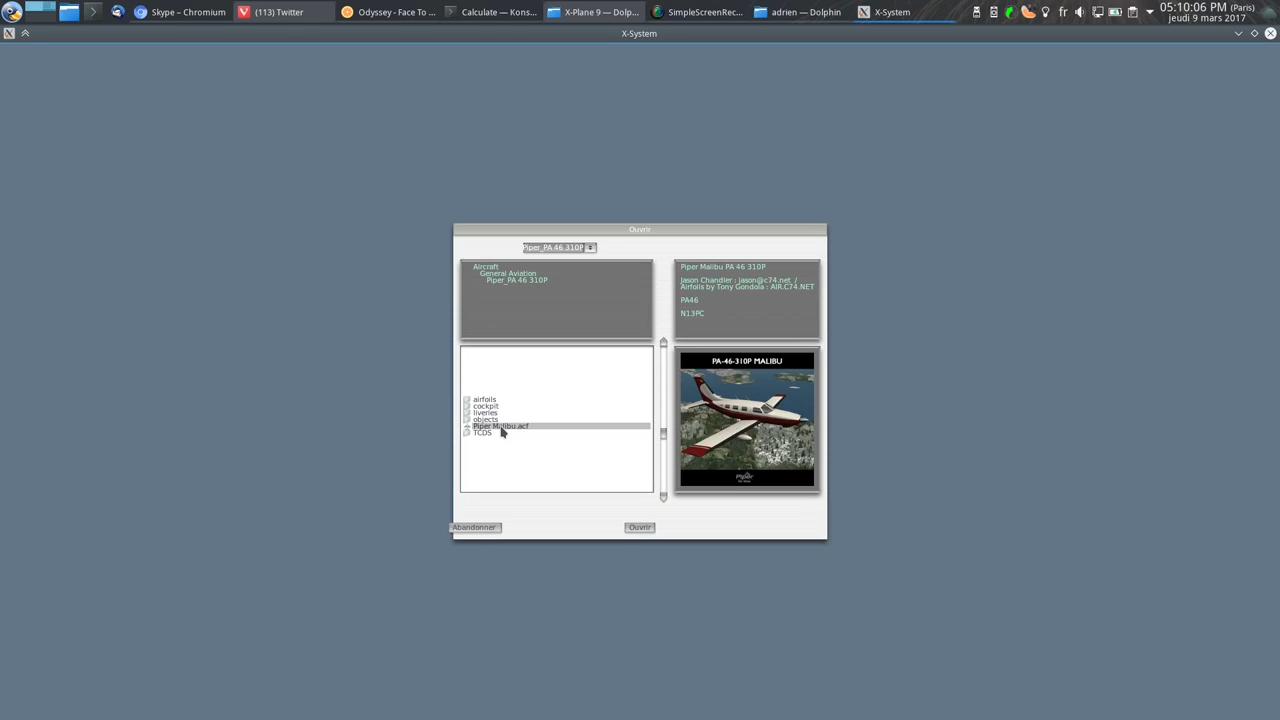 Skype – Chromium
(113) Twitter
Odyssey - Face To ...
Calculate — Kons...
X-Plane 9 — Dolp...
SimpleScreenRec...
adrien — Dolphin
X-System
fr
05:10:06 PM (Paris)
jeudi 9 mars 2017
X-System
Ouvrir
Piper_PA 46 310P
Aircraft
General Aviation
Piper_PA 46 310P
Piper Malibu PA 46 310P
Jason Chandler : jason@c74.net /
Airfoils by Tony Gondola : AIR.C74.NET
PA46
N13PC
airfoils
cockpit
liveries
objects
Piper Malibu.acf
TCDS
PA-46-310P MALIBU
Piper
Abandonner
Ouvrir